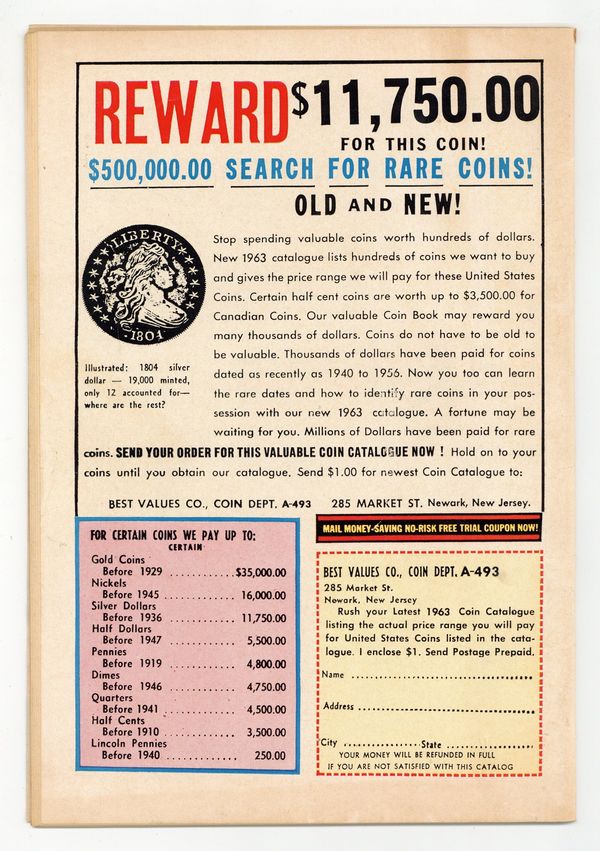 REWARD $11,750.00
FOR THIS COIN!
$500,000.00 SEARCH FOR RARE COINS!
OLD AND NEW!
LIBERTY
1804
Illustrated: 1804 silver
dollar — 19,000 minted,
only 12 accounted for—
where are the rest?
Stop spending valuable coins worth hundreds of dollars.
New 1963 catalogue lists hundreds of coins we want to buy
and gives the price range we will pay for these United States
Coins. Certain half cent coins are worth up to $3,500.00 for
Canadian Coins. Our valuable Coin Book may reward you
many thousands of dollars. Coins do not have to be old to
be valuable. Thousands of dollars have been paid for coins
dated as recently as 1940 to 1956. Now you too can learn
the rare dates and how to identify rare coins in your pos-
session with our new 1963 catalogue. A fortune may be
waiting for you. Millions of Dollars have been paid for rare
coins. SEND YOUR ORDER FOR THIS VALUABLE COIN CATALOGUE NOW ! Hold on to your
coins until you obtain our catalogue. Send $1.00 for newest Coin Catalogue to:
BEST VALUES CO., COIN DEPT. A-493 285 MARKET ST. Newark, New Jersey.
FOR CERTAIN COINS WE PAY UP TO:
CERTAIN
Gold Coins
Before 1929 ............$35,000.00
Nickels
Before 1945 ............ 16,000.00
Silver Dollars
Before 1936 ............ 11,750.00
Half Dollars
Before 1947 ............ 5,500.00
Pennies
Before 1919 ............ 4,800.00
Dimes
Before 1946 ............ 4,750.00
Quarters
Before 1941 ............ 4,500.00
Half Cents
Before 1910 ............ 3,500.00
Lincoln Pennies
Before 1940 ............ 250.00
MAIL MONEY-SAVING NO-RISK FREE TRIAL COUPON NOW!
BEST VALUES CO., COIN DEPT. A-493
285 Market St.
Newark, New Jersey
Rush your Latest 1963 Coin Catalogue
listing the actual price range you will pay
for United States Coins listed in the cata-
logue. I enclose $1. Send Postage Prepaid.
Name ................................
Address ................................
City ................ State ................
YOUR MONEY WILL BE REFUNDED IN FULL
IF YOU ARE NOT SATISFIED WITH THIS CATALOG